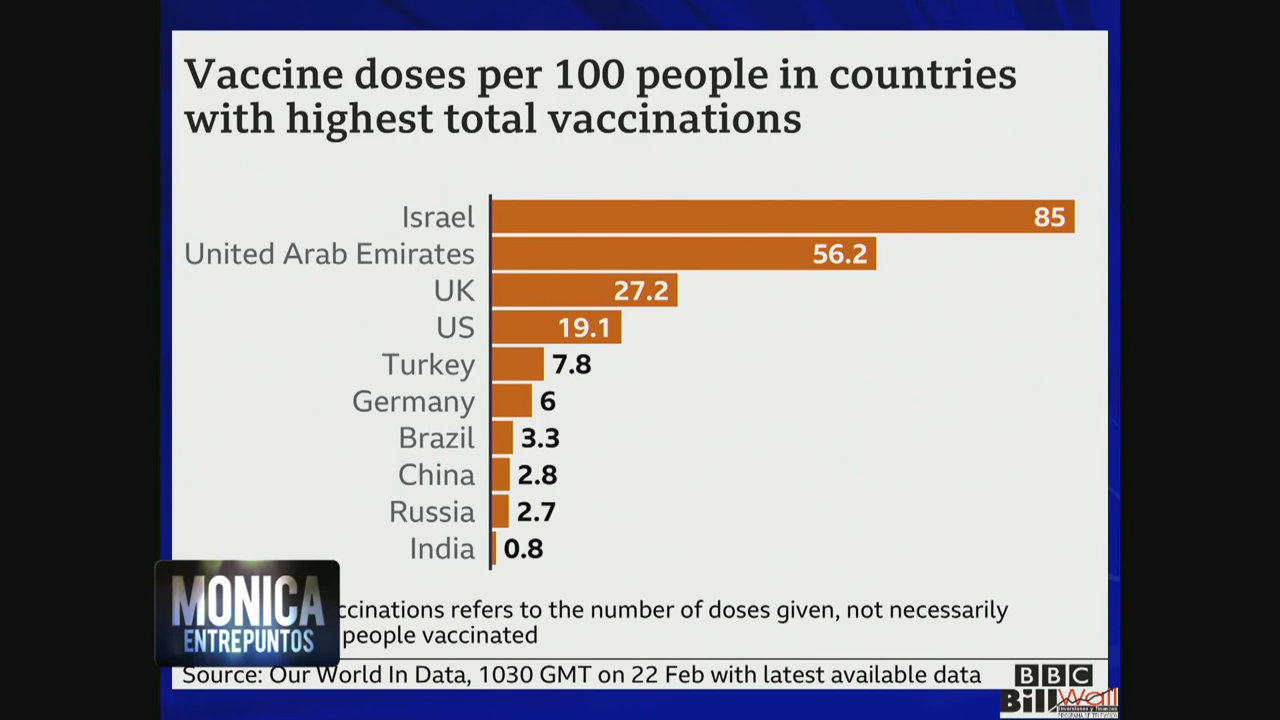 Vaccine doses per 100 people in countries
with highest total vaccinations
Israel 85
United Arab Emirates 56.2
UK 27.2
US 19.1
Turkey 7.8
Germany 6
Brazil 3.3
China 2.8
Russia 2.7
India 0.8
MONICA
ENTREPUNTOS
ccinations refers to the number of doses given, not necessarily
people vaccinated
Source: Our World In Data, 1030 GMT on 22 Feb with latest available data
BBC
BillWall